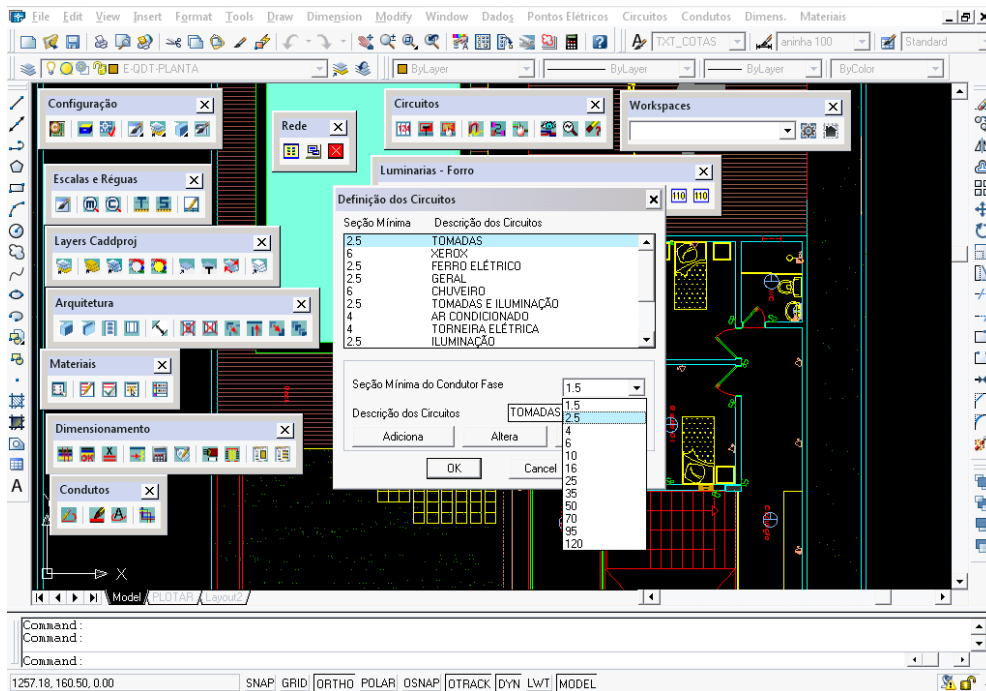 File Edit View Insert Format Tools Draw Dimension Modify Window Dados Pontos Elétricos Circuitos Condutos Dimens. Materiais
TXT_COTAS aninha 100 Standard
E-QDT-PLANTA ByLayer ByLayer ByLayer ByColor
Configuração
Rede
Circuitos
Workspaces
Escalas e Réguas
Luminarias - Forro
110 110
Layers Caddproj
Arquitetura
Materiais
Dimensionamento
Condutos
Definição dos Circuitos
Seção Mínima Descrição dos Circuitos
2.5 TOMADAS
6 XEROX
2.5 FERRO ELÉTRICO
2.5 GERAL
6 CHUVEIRO
2.5 TOMADAS E ILUMINAÇÃO
4 AR CONDICIONADO
4 TORNEIRA ELÉTRICA
2.5 ILUMINAÇÃO
Seção Mínima do Condutor Fase 1.5
Descrição dos Circuitos TOMADAS
1.5
2.5
4
6
10
16
25
35
50
70
95
120
Adiciona Altera
OK Cancel
X
Model PLOTAR Layout2
Command:
Command:
Command:
1257.18, 160.50, 0.00 SNAP GRID ORTHO POLAR OSNAP OTRACK DYN LWT MODEL